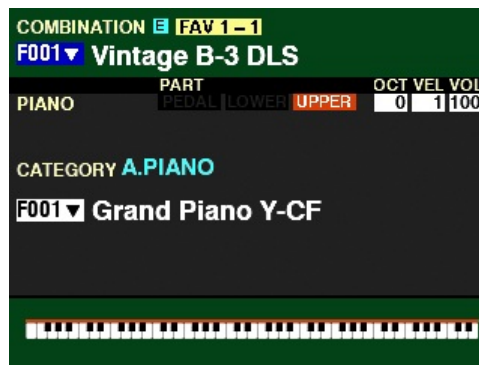 COMBINATION E FAV 1 – 1
F001▼ Vintage B-3 DLS
PART OCT VEL VOL
PIANO PEDAL LOWER UPPER 0 1 100
CATEGORY A.PIANO
F001▼ Grand Piano Y-CF